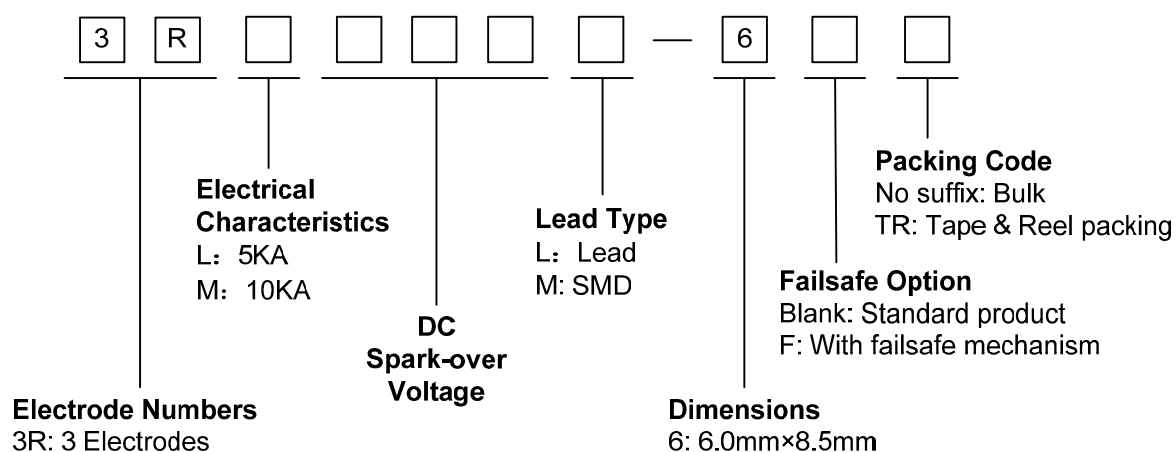 3 R — 6
Packing Code
No suffix: Bulk
TR: Tape & Reel packing
Electrical
Characteristics
L：5KA
M：10KA
Lead Type
L：Lead
M: SMD
Failsafe Option
Blank: Standard product
F: With failsafe mechanism
DC
Spark-over
Voltage
Electrode Numbers
3R: 3 Electrodes
Dimensions
6: 6.0mm×8.5mm